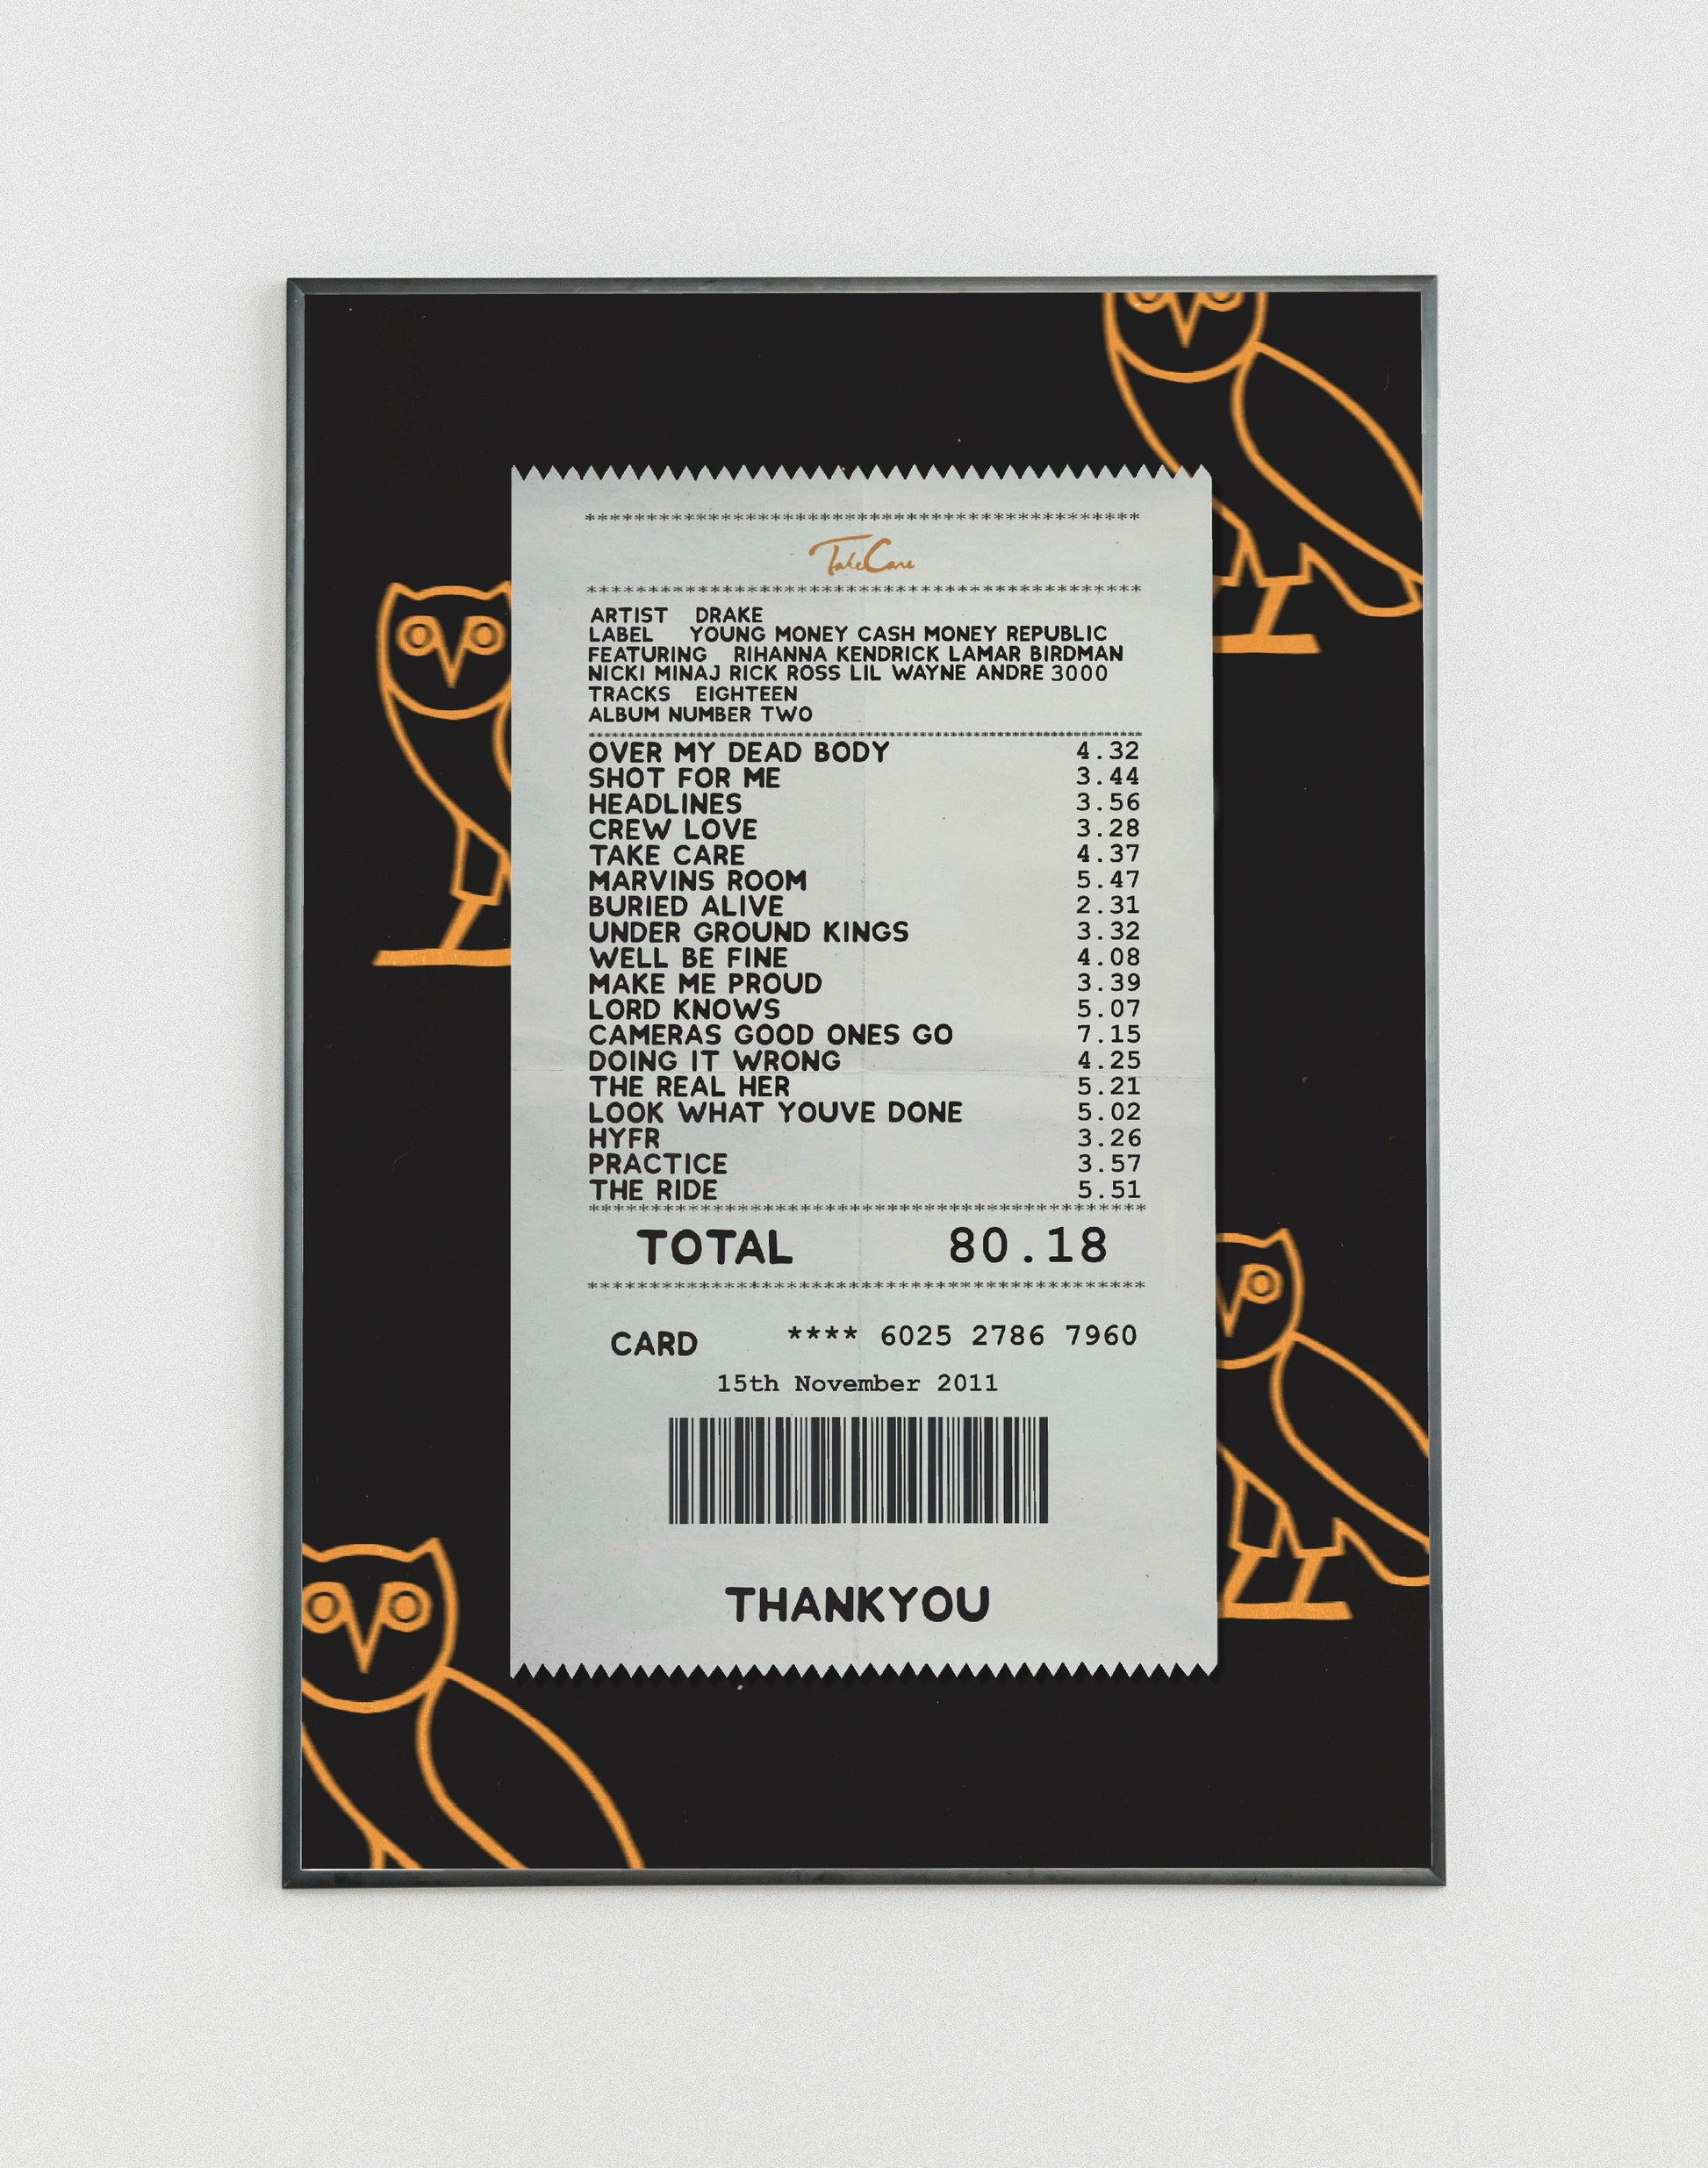 ******************************************
Take Care
******************************************
ARTIST DRAKE
LABEL YOUNG MONEY CASH MONEY REPUBLIC
FEATURING RIHANNA KENDRICK LAMAR BIRDMAN
NICKI MINAJ RICK ROSS LIL WAYNE ANDRE 3000
TRACKS EIGHTEEN
ALBUM NUMBER TWO
******************************************
OVER MY DEAD BODY 4.32
SHOT FOR ME 3.44
HEADLINES 3.56
CREW LOVE 3.28
TAKE CARE 4.37
MARVINS ROOM 5.47
BURIED ALIVE 2.31
UNDER GROUND KINGS 3.32
WELL BE FINE 4.08
MAKE ME PROUD 3.39
LORD KNOWS 5.07
CAMERAS GOOD ONES GO 7.15
DOING IT WRONG 4.25
THE REAL HER 5.21
LOOK WHAT YOUVE DONE 5.02
HYFR 3.26
PRACTICE 3.57
THE RIDE 5.51
******************************************
TOTAL 80.18
******************************************
CARD **** 6025 2786 7960
15th November 2011
THANKYOU